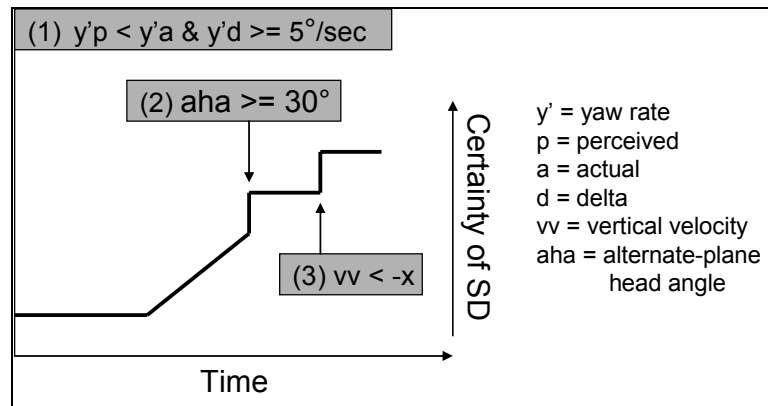 (1) y'p < y'a & y'd >= 5°/sec
(2) aha >= 30°
(3) vv < -x
Time
Certainty of SD
y' = yaw rate
p = perceived
a = actual
d = delta
vv = vertical velocity
aha = alternate-plane
head angle